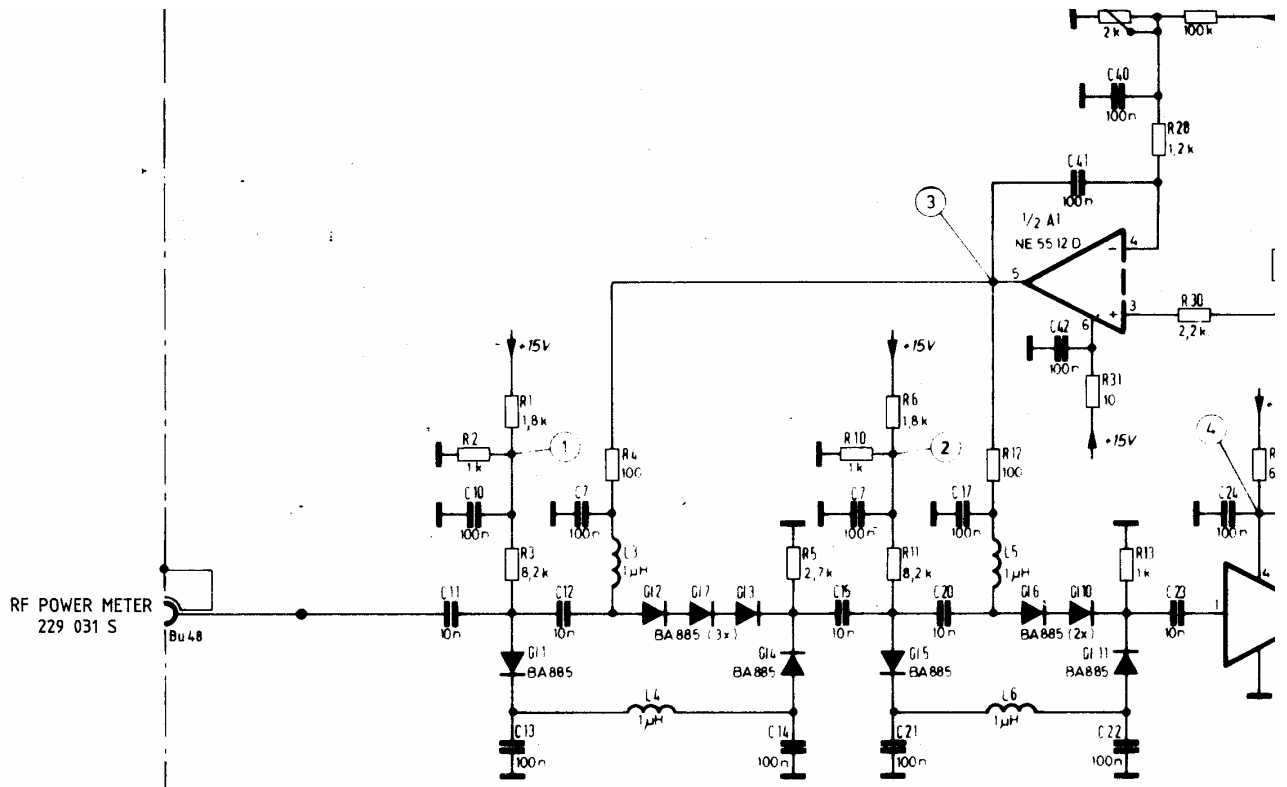 2k
100k
C40
100n
R28
1,2k
C41
100n
3
1/2 A1
NE 5512 D
4
-
5
+
3
6
R30
2,2k
C42
100n
R31
10
+15V
+15V
R1
1,8k
R2
1k
1
C10
100n
R3
8,2k
R4
100
C7
100n
L3
1µH
+15V
R6
1,8k
R10
1k
2
C7
100n
R11
8,2k
R12
100
C17
100n
L5
1µH
R5
2,7k
R13
1k
4
C24
100n
R
6
+
4
1
RF POWER METER
229 031 S
Bu48
C11
10n
C12
10n
Gl2
Gl7
Gl3
BA885 (3x)
C15
10n
C20
10n
Gl6
Gl10
BA885 (2x)
C23
10n
Gl1
BA885
Gl4
BA885
Gl5
BA885
Gl11
BA885
L4
1µH
L6
1µH
C13
100n
C14
100n
C21
100n
C22
100n